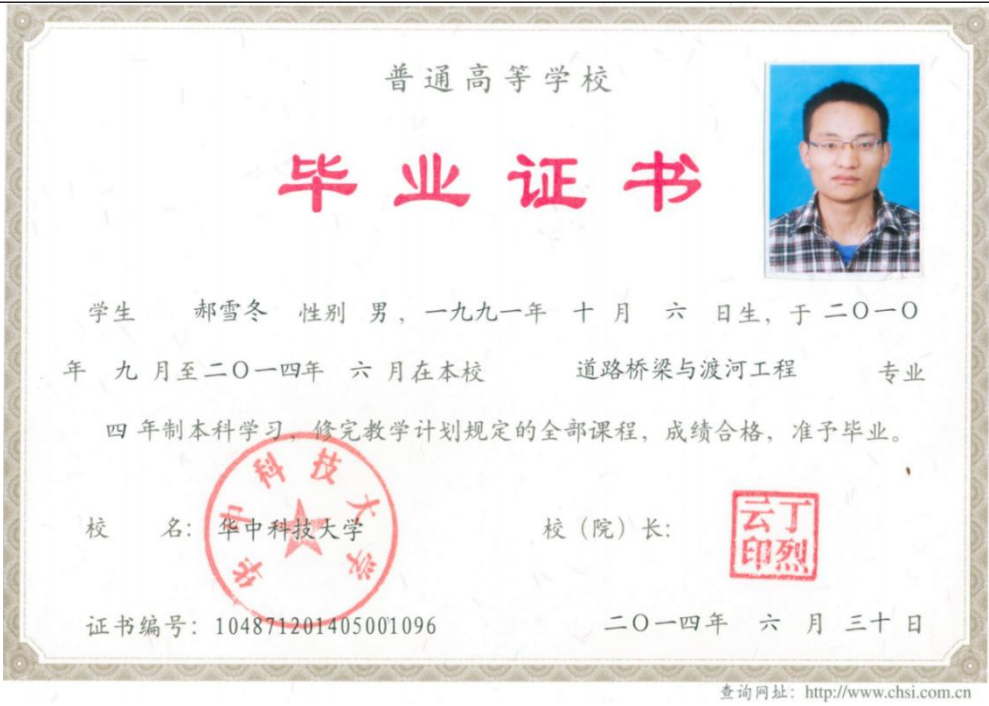 普通高等学校
毕业证书
学生 郝雪冬 性别 男，一九九一年 十 月 六 日生，于 二〇一〇
年 九 月至二〇一四年 六 月在本校 道路桥梁与渡河工程 专业
四 年制本科学习，修完教学计划规定的全部课程，成绩合格，准予毕业。
华中科技大学
校 名：华中科技大学
校（院）长：
丁烈云印
证书编号：104871201405001096
二〇一四年 六 月 三十 日
查询网址：http://www.chsi.com.cn